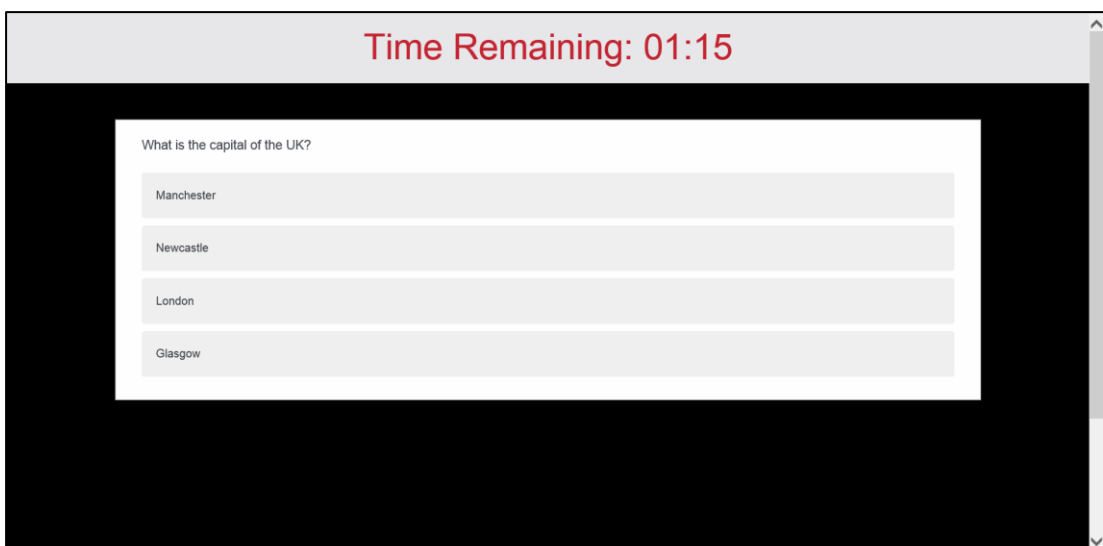 Time Remaining: 01:15
What is the capital of the UK?
Manchester
Newcastle
London
Glasgow